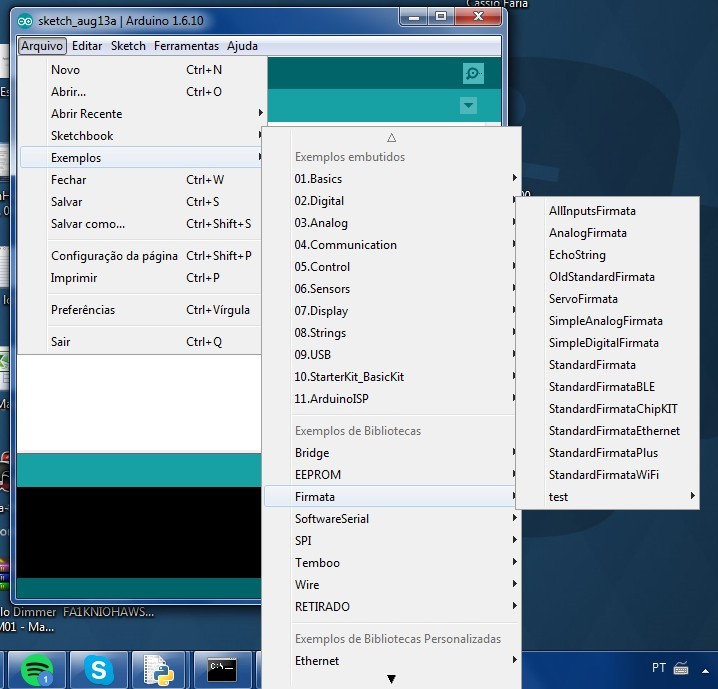 Cássio Faria
sketch_aug13a | Arduino 1.6.10
Arquivo Editar Sketch Ferramentas Ajuda
Novo Ctrl+N
Abrir... Ctrl+O
Abrir Recente
Sketchbook
Exemplos
Fechar Ctrl+W
Salvar Ctrl+S
Salvar como... Ctrl+Shift+S
Configuração da página Ctrl+Shift+P
Imprimir Ctrl+P
Preferências Ctrl+Vírgula
Sair Ctrl+Q
Exemplos embutidos
01.Basics
02.Digital
03.Analog
04.Communication
05.Control
06.Sensors
07.Display
08.Strings
09.USB
10.StarterKit_BasicKit
11.ArduinoISP
Exemplos de Bibliotecas
Bridge
EEPROM
Firmata
SoftwareSerial
SPI
Temboo
Wire
RETIRADO
Exemplos de Bibliotecas Personalizadas
Ethernet
AllInputsFirmata
AnalogFirmata
EchoString
OldStandardFirmata
ServoFirmata
SimpleAnalogFirmata
SimpleDigitalFirmata
StandardFirmata
StandardFirmataBLE
StandardFirmataChipKIT
StandardFirmataEthernet
StandardFirmataPlus
StandardFirmataWiFi
test
lo Dimmer FA1KNIOHAWS...
M01 - Ma...
1
C:\_
PT